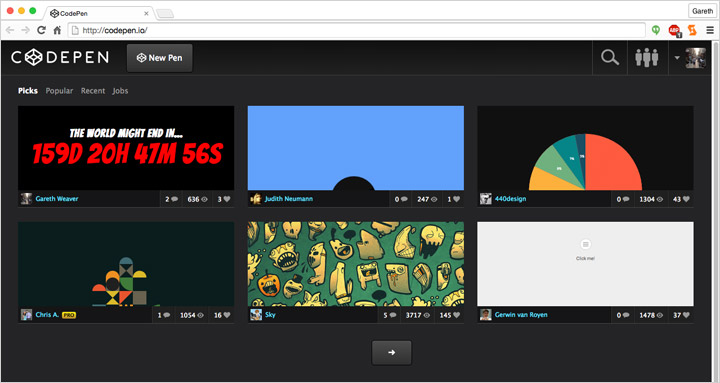 CodePen
Gareth
http://codepen.io/
ABP
1
CODEPEN
New Pen
Picks Popular Recent Jobs
THE WORLD MIGHT END IN...
159D 20H 47M 56S
Gareth Weaver 2 636 3
Judith Neumann 0 247 1
440design 0 1304 43
Chris A. PRO 1 1054 16
Sky 5 3717 145
Click me!
Gerwin van Royen 0 1478 37